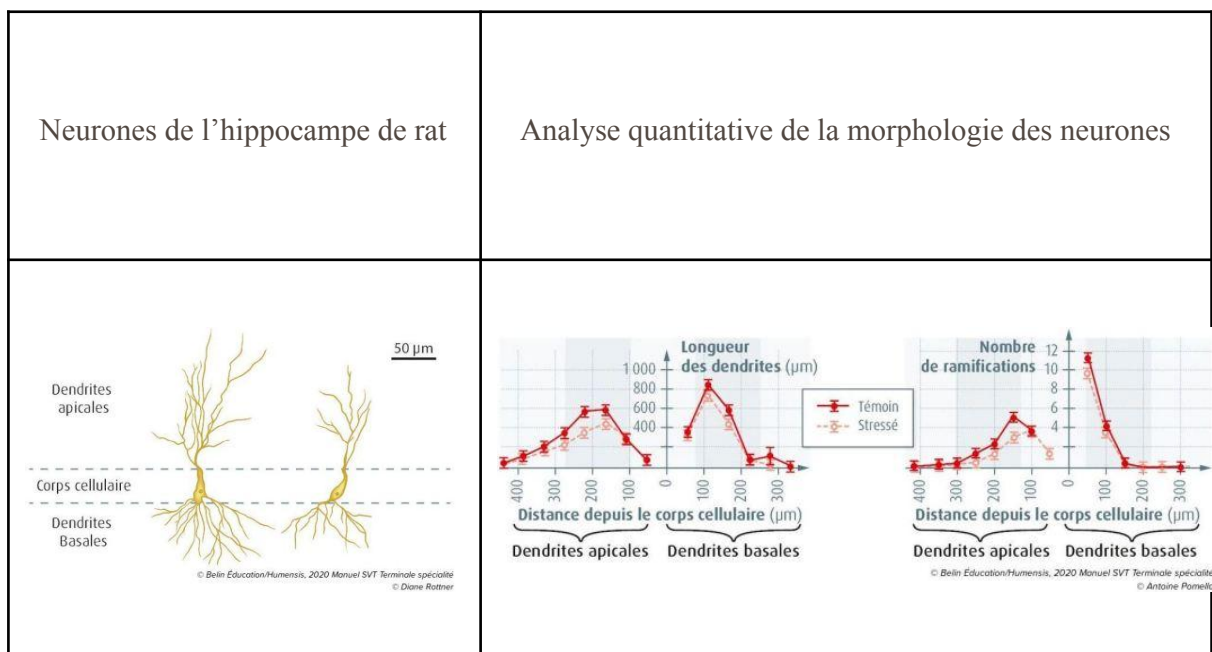 Neurones de l’hippocampe de rat
Analyse quantitative de la morphologie des neurones
50 µm
Dendrites
apicales
Corps cellulaire
Dendrites
Basales
© Belin Éducation/Humensis, 2020 Manuel SVT Terminale spécialité
© Diane Rottner
Longueur
des dendrites (µm)
1 000
800
600
400
400
300
200
100
0
100
200
300
Distance depuis le corps cellulaire (µm)
Dendrites apicales
Dendrites basales
Témoin
Stressé
Nombre
de ramifications
12
10
8
6
4
400
300
200
100
0
100
200
300
Distance depuis le corps cellulaire (µm)
Dendrites apicales
Dendrites basales
© Belin Éducation/Humensis, 2020 Manuel SVT Terminale spécialité
© Antoine Pomella